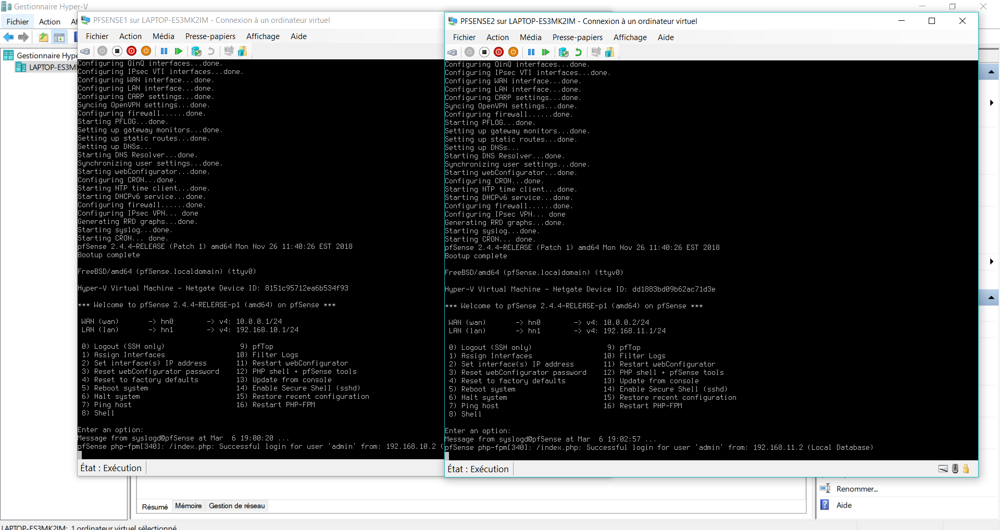 Gestionnaire Hyper-V
Fichier Action
Gestionnaire Hype
LAPTOP-ES3M
PFSENSE1 sur LAPTOP-ES3MK2IM - Connexion à un ordinateur virtuel
Fichier Action Média Presse-papiers Affichage Aide
Configuring QinQ interfaces...done.
Configuring IPsec VTI interfaces...done.
Configuring WAN interface...done.
Configuring LAN interface...done.
Configuring CARP settings...done.
Syncing OpenVPN settings...done.
Configuring firewall......done.
Starting PFLOG...done.
Setting up gateway monitors...done.
Setting up static routes...done.
Setting up DNSs...
Starting DNS Resolver...done.
Synchronizing user settings...done.
Starting webConfigurator...done.
Configuring CRON...done.
Starting NTP time client...done.
Starting DHCPv6 service...done.
Configuring firewall......done.
Configuring IPsec VPN... done
Generating RRD graphs...done.
Starting syslog...done.
Starting CRON... done.
pfSense 2.4.4-RELEASE (Patch 1) amd64 Mon Nov 26 11:40:26 EST 2018
Bootup complete
FreeBSD/amd64 (pfSense.localdomain) (ttyv0)
Hyper-V Virtual Machine - Netgate Device ID: 8151c95712ea6b534f93
*** Welcome to pfSense 2.4.4-RELEASE-p1 (amd64) on pfSense ***
WAN (wan) -> hn0 -> v4: 10.0.0.1/24
LAN (lan) -> hn1 -> v4: 192.168.10.1/24
0) Logout (SSH only) 9) pfTop
1) Assign Interfaces 10) Filter Logs
2) Set interface(s) IP address 11) Restart webConfigurator
3) Reset webConfigurator password 12) PHP shell + pfSense tools
4) Reset to factory defaults 13) Update from console
5) Reboot system 14) Enable Secure Shell (sshd)
6) Halt system 15) Restore recent configuration
7) Ping host 16) Restart PHP-FPM
8) Shell
Enter an option:
Message from syslogd@pfSense at Mar 6 19:00:20 ...
pfSense php-fpm[340]: /index.php: Successful login for user 'admin' from: 192.168.10.2 (
État : Exécution
PFSENSE2 sur LAPTOP-ES3MK2IM - Connexion à un ordinateur virtuel
Fichier Action Média Presse-papiers Affichage Aide
Configuring QinQ interfaces...done.
Configuring IPsec VTI interfaces...done.
Configuring WAN interface...done.
Configuring LAN interface...done.
Configuring CARP settings...done.
Syncing OpenVPN settings...done.
Configuring firewall......done.
Starting PFLOG...done.
Setting up gateway monitors...done.
Setting up static routes...done.
Setting up DNSs...
Starting DNS Resolver...done.
Synchronizing user settings...done.
Starting webConfigurator...done.
Configuring CRON...done.
Starting NTP time client...done.
Starting DHCPv6 service...done.
Configuring firewall......done.
Configuring IPsec VPN... done
Generating RRD graphs...done.
Starting syslog...done.
Starting CRON... done.
pfSense 2.4.4-RELEASE (Patch 1) amd64 Mon Nov 26 11:40:26 EST 2018
Bootup complete
FreeBSD/amd64 (pfSense.localdomain) (ttyv0)
Hyper-V Virtual Machine - Netgate Device ID: dd1883bd09b62ac71d3e
*** Welcome to pfSense 2.4.4-RELEASE-p1 (amd64) on pfSense ***
WAN (wan) -> hn0 -> v4: 10.0.0.2/24
LAN (lan) -> hn1 -> v4: 192.168.11.1/24
0) Logout (SSH only) 9) pfTop
1) Assign Interfaces 10) Filter Logs
2) Set interface(s) IP address 11) Restart webConfigurator
3) Reset webConfigurator password 12) PHP shell + pfSense tools
4) Reset to factory defaults 13) Update from console
5) Reboot system 14) Enable Secure Shell (sshd)
6) Halt system 15) Restore recent configuration
7) Ping host 16) Restart PHP-FPM
8) Shell
Enter an option:
Message from syslogd@pfSense at Mar 6 19:02:57 ...
pfSense php-fpm[340]: /index.php: Successful login for user 'admin' from: 192.168.11.2 (Local Database)
État : Exécution
Renommer...
Aide
Résumé Mémoire Gestion de réseau
LAPTOP-ES3MK2IM: 1 ordinateur virtuel sélectionné.